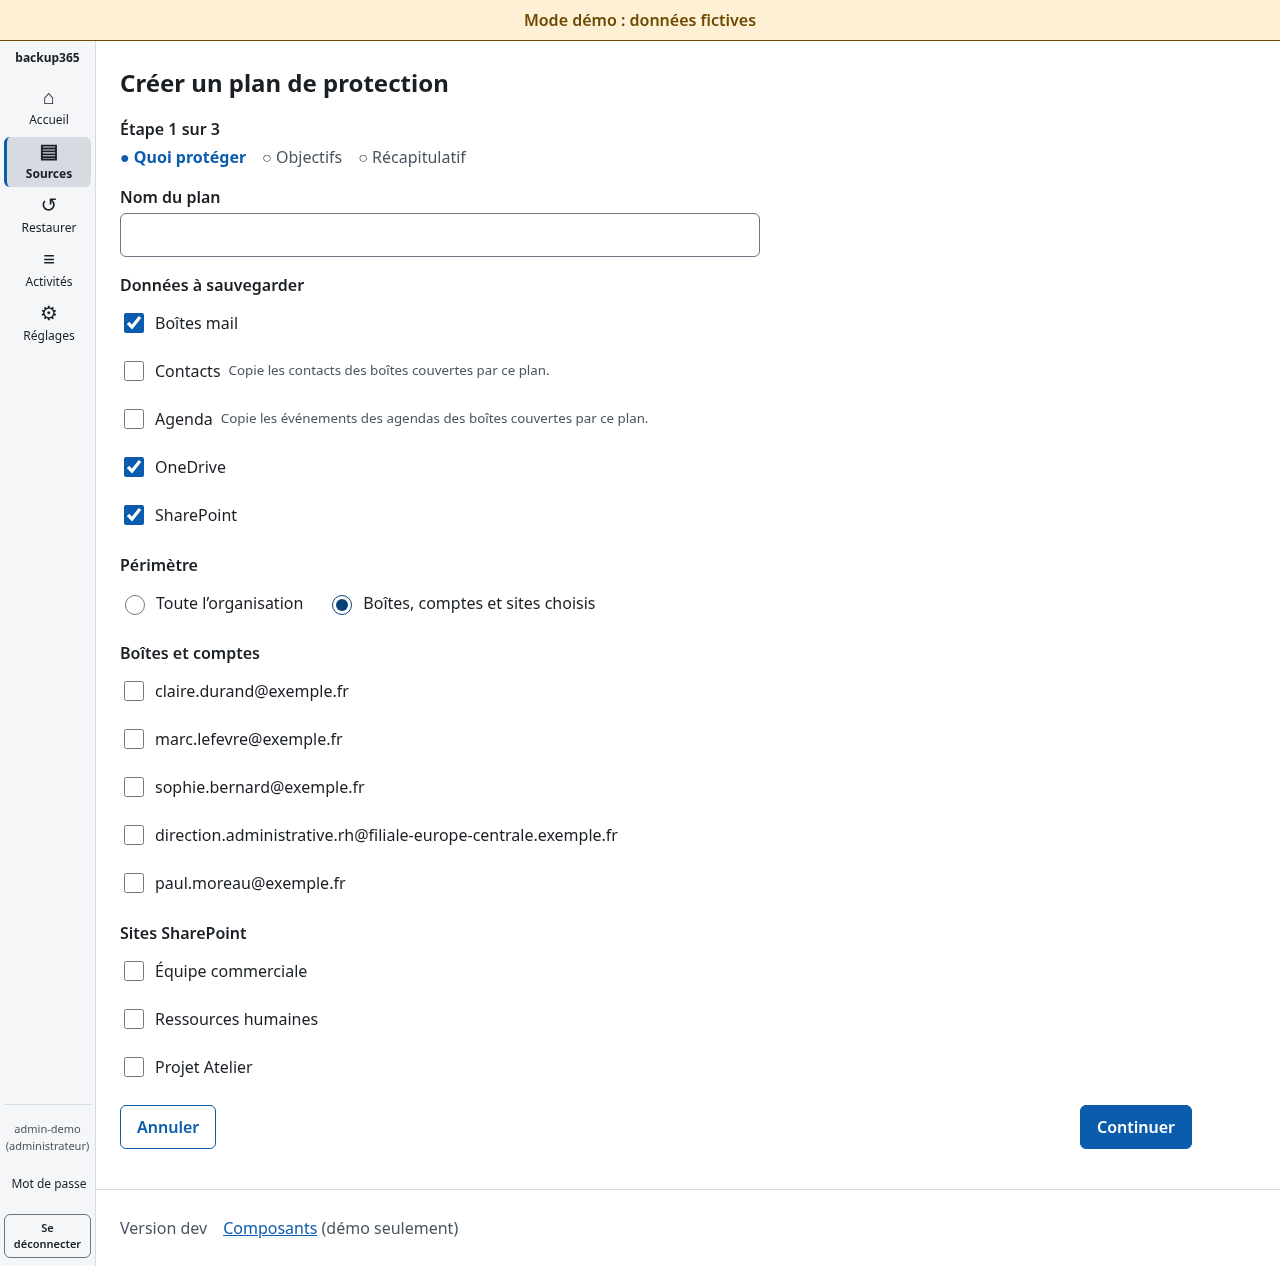 Mode démo : données fictives
backup365
Accueil
Sources
Restaurer
Activités
Réglages
admin-demo
(administrateur)
Mot de passe
Se
déconnecter
Créer un plan de protection
Étape 1 sur 3
● Quoi protéger ○ Objectifs ○ Récapitulatif
Nom du plan
Données à sauvegarder
Boîtes mail
Contacts Copie les contacts des boîtes couvertes par ce plan.
Agenda Copie les événements des agendas des boîtes couvertes par ce plan.
OneDrive
SharePoint
Périmètre
Toute l’organisation Boîtes, comptes et sites choisis
Boîtes et comptes
claire.durand@exemple.fr
marc.lefevre@exemple.fr
sophie.bernard@exemple.fr
direction.administrative.rh@filiale-europe-centrale.exemple.fr
paul.moreau@exemple.fr
Sites SharePoint
Équipe commerciale
Ressources humaines
Projet Atelier
Annuler Continuer
Version dev Composants (démo seulement)